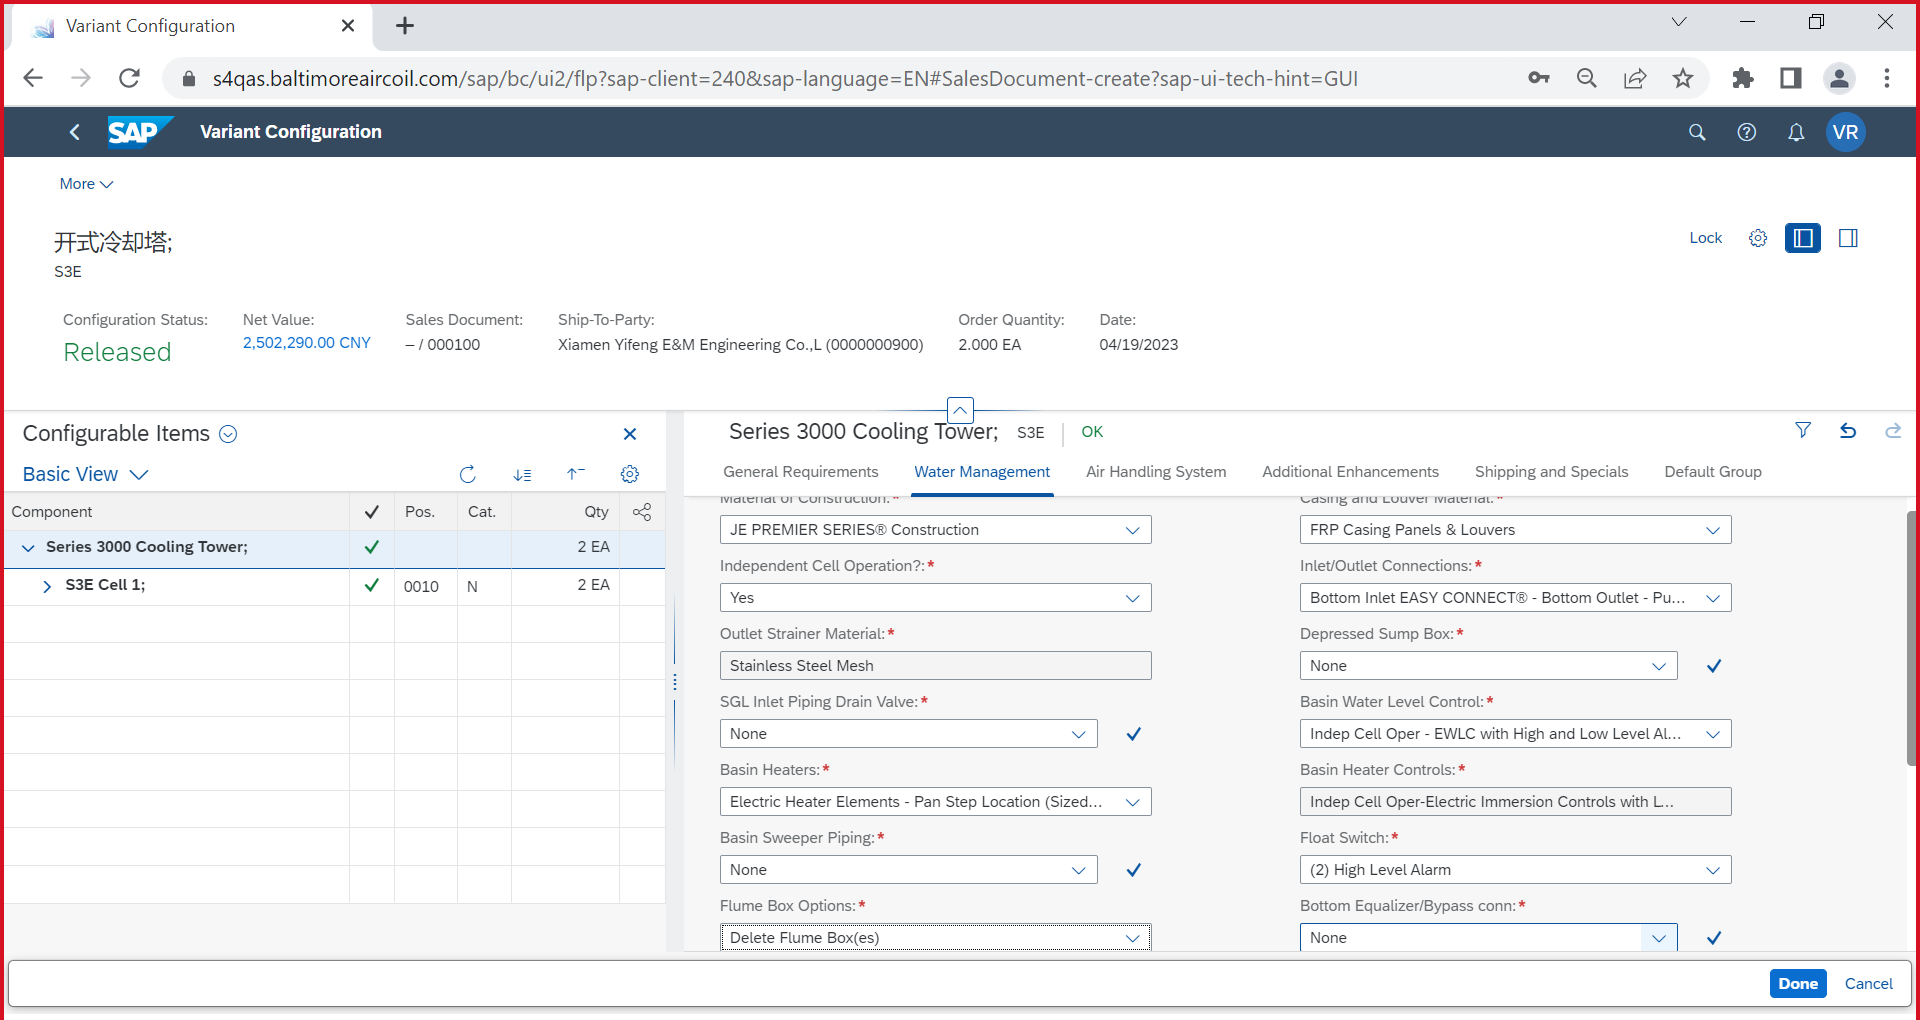 Variant Configuration
s4qas.baltimoreaircoil.com/sap/bc/ui2/flp?sap-client=240&sap-language=EN#SalesDocument-create?sap-ui-tech-hint=GUI
SAP Variant Configuration VR
More
开式冷却塔;
S3E
Lock
Configuration Status: Net Value: Sales Document: Ship-To-Party: Order Quantity: Date:
Released 2,502,290.00 CNY – / 000100 Xiamen Yifeng E&M Engineering Co.,L (0000000900) 2.000 EA 04/19/2023
Configurable Items
Basic View
Component Pos. Cat. Qty
Series 3000 Cooling Tower; 2 EA
S3E Cell 1; 0010 N 2 EA
Series 3000 Cooling Tower; S3E OK
General Requirements Water Management Air Handling System Additional Enhancements Shipping and Specials Default Group
Material of Construction:* Casing and Louver Material:*
JE PREMIER SERIES® Construction FRP Casing Panels & Louvers
Independent Cell Operation?:* Inlet/Outlet Connections:*
Yes Bottom Inlet EASY CONNECT® - Bottom Outlet - Pu...
Outlet Strainer Material:* Depressed Sump Box:*
Stainless Steel Mesh None
SGL Inlet Piping Drain Valve:* Basin Water Level Control:*
None Indep Cell Oper - EWLC with High and Low Level Al...
Basin Heaters:* Basin Heater Controls:*
Electric Heater Elements - Pan Step Location (Sized... Indep Cell Oper-Electric Immersion Controls with L...
Basin Sweeper Piping:* Float Switch:*
None (2) High Level Alarm
Flume Box Options:* Bottom Equalizer/Bypass conn:*
Delete Flume Box(es) None
Done Cancel